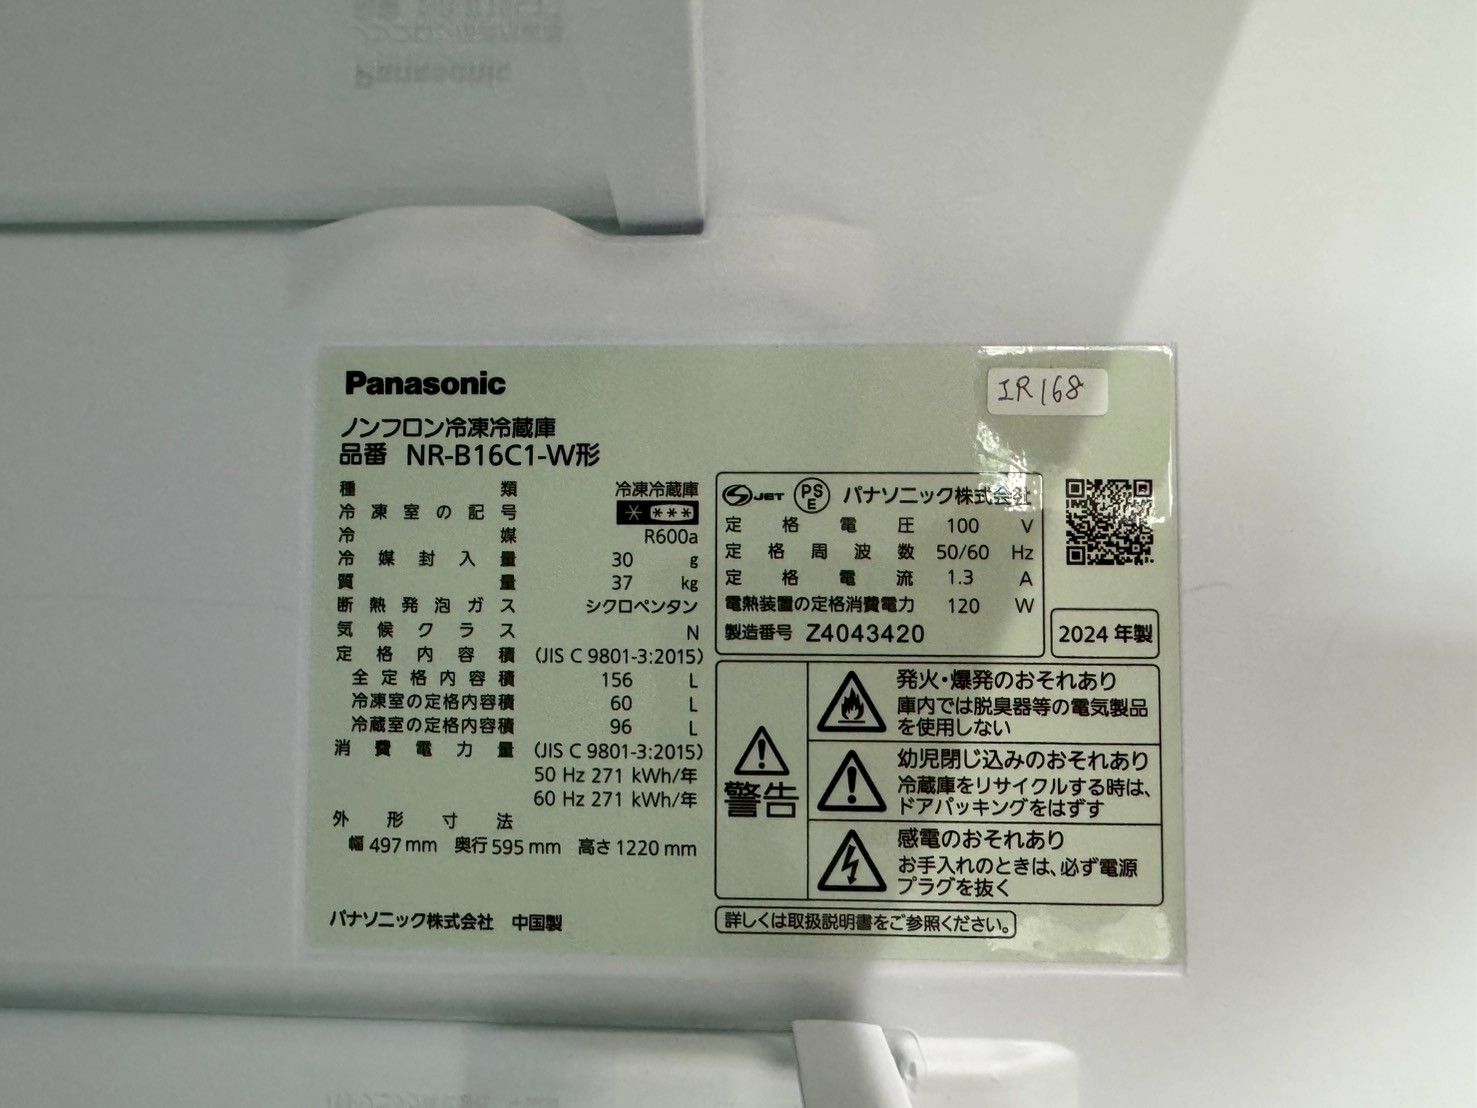 Panasonic
IR168
ノンフロン冷凍冷蔵庫
品番 NR-B16C1-W形
種類 冷凍冷蔵庫
冷凍室の記号 * ***
冷媒 R600a
冷媒封入量 30 g
質量 37 kg
断熱発泡ガス シクロペンタン
気候クラス N
定格内容積 (JIS C 9801-3:2015)
全定格内容積 156 L
冷凍室の定格内容積 60 L
冷蔵室の定格内容積 96 L
消費電力量 (JIS C 9801-3:2015)
50 Hz 271 kWh/年
60 Hz 271 kWh/年
外形寸法
幅 497 mm 奥行 595 mm 高さ 1220 mm
パナソニック株式会社 中国製
JET PS E パナソニック株式会社
定格電圧 100 V
定格周波数 50/60 Hz
定格電流 1.3 A
電熱装置の定格消費電力 120 W
製造番号 Z4043420
2024 年製
警告
発火・爆発のおそれあり
庫内では脱臭器等の電気製品
を使用しない
幼児閉じ込みのおそれあり
冷蔵庫をリサイクルする時は、
ドアパッキングをはずす
感電のおそれあり
お手入れのときは、必ず電源
プラグを抜く
詳しくは取扱説明書をご参照ください。